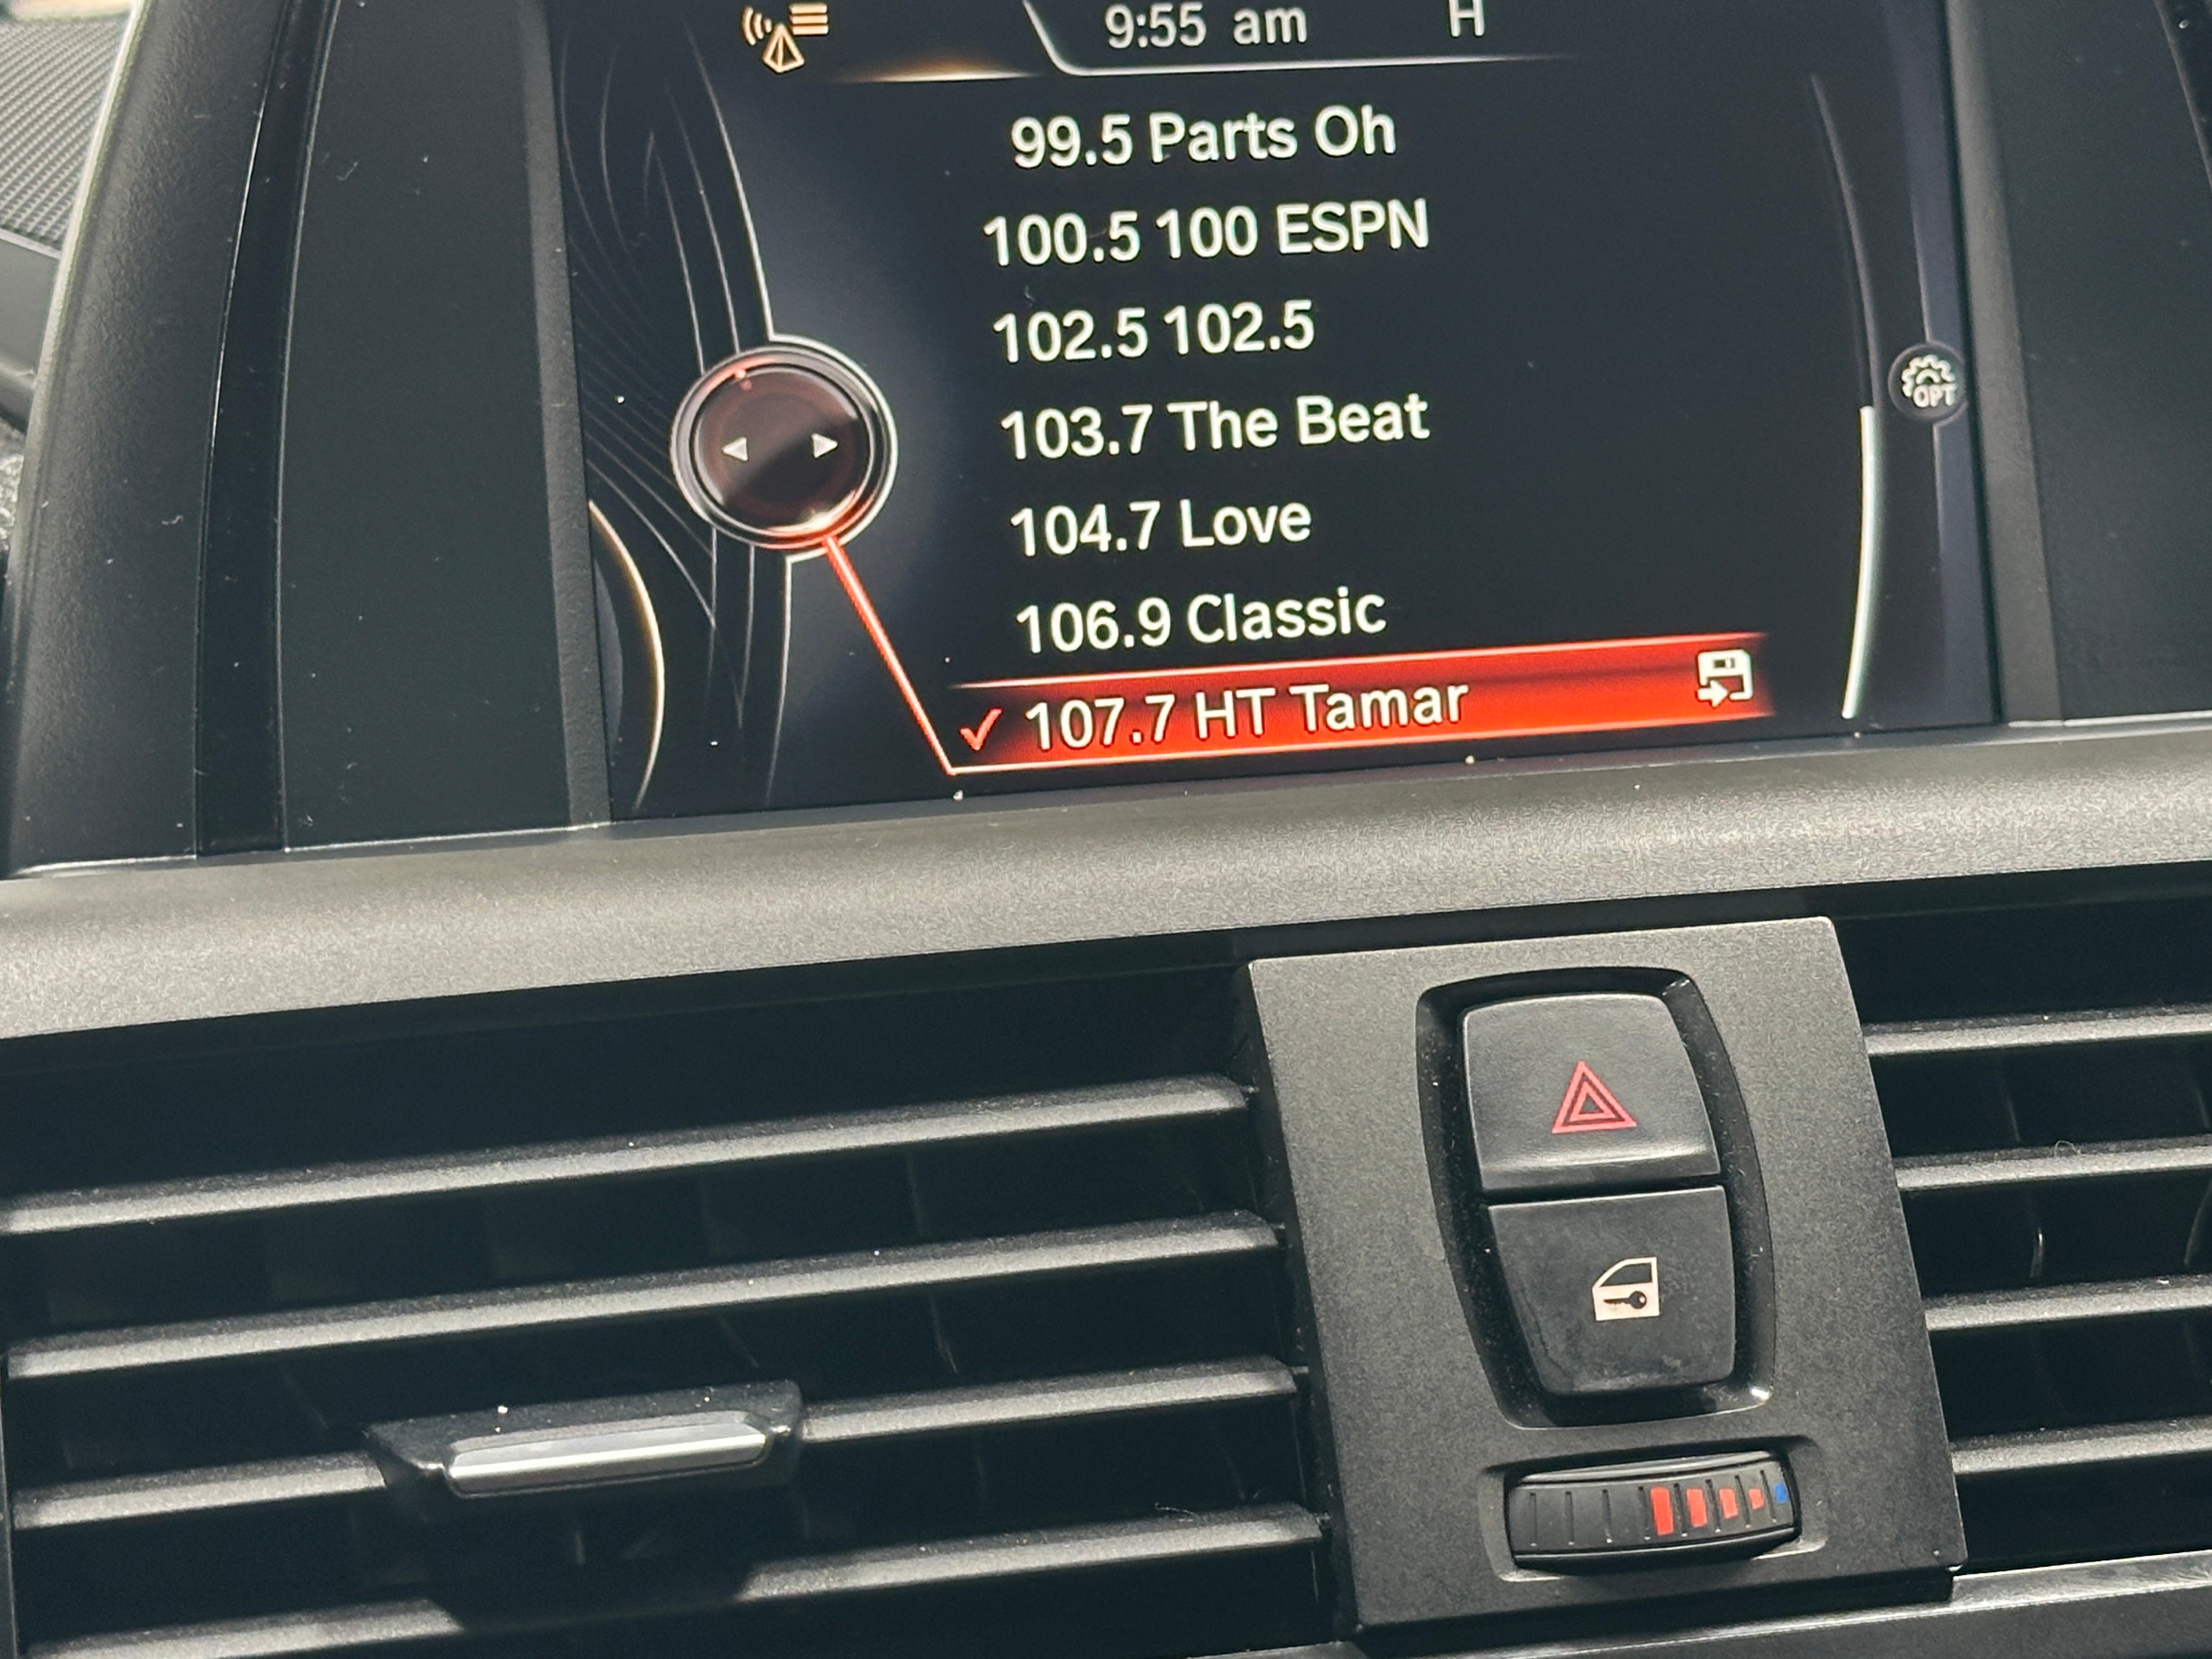 9:55 am H
99.5 Parts Oh
100.5 100 ESPN
102.5 102.5
103.7 The Beat
104.7 Love
106.9 Classic
107.7 HT Tamar
OPT